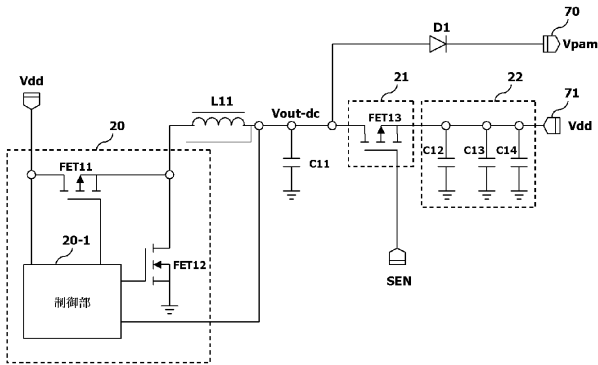 70
D1
Vpam
Vdd
L11
21
22
71
Vout-dc
FET13
Vdd
20
C11
C12
C13
C14
FET11
20-1
FET12
SEN
制御部